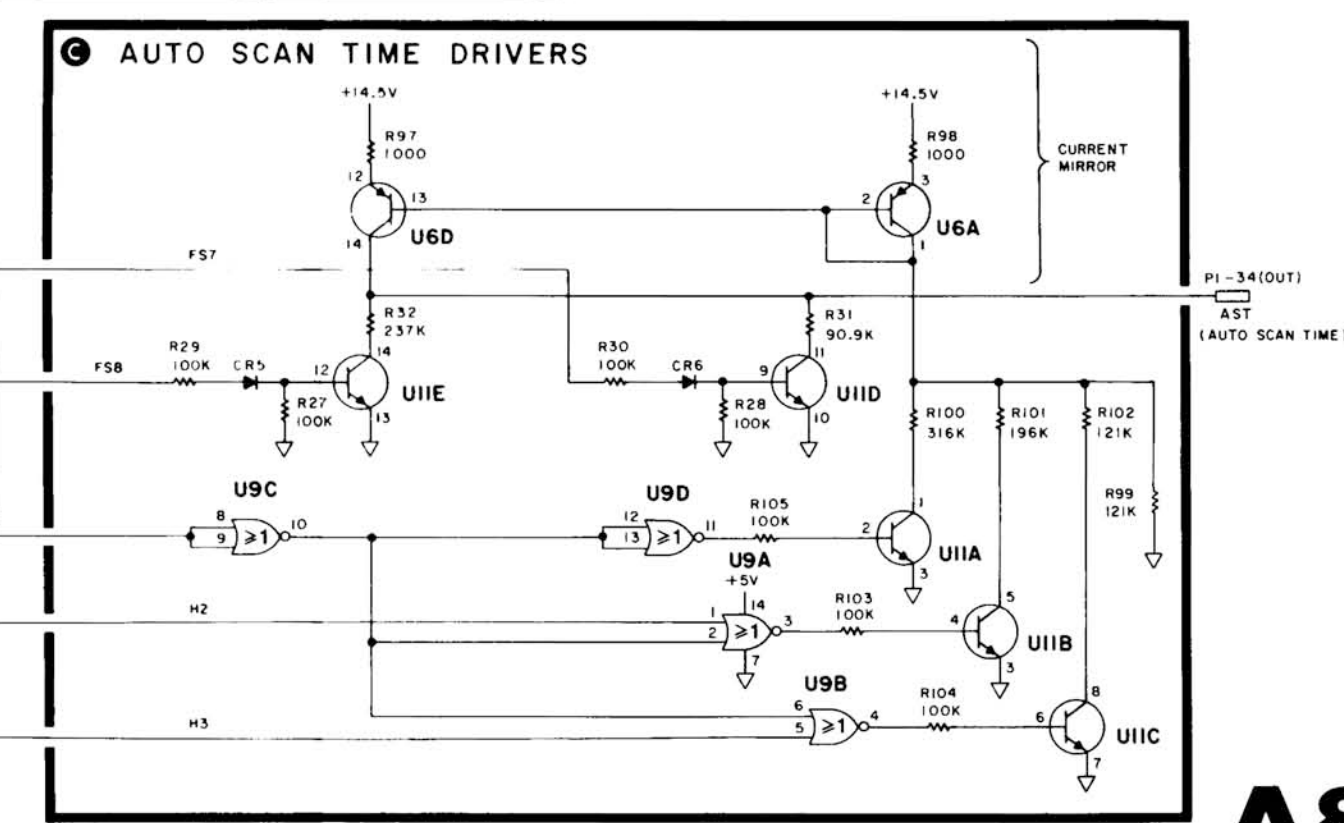 C AUTO SCAN TIME DRIVERS
+14.5V
+14.5V
R97
1000
R98
1000
CURRENT
MIRROR
12
13
U6D
14
3
2
U6A
1
FS7
P1-34(OUT)
AST
(AUTO SCAN TIME)
R32
237K
R31
90.9K
FS8
R29
100K
CR5
12
14
U11E
13
R27
100K
R30
100K
CR6
9
11
U11D
10
R28
100K
R100
316K
R101
196K
R102
121K
R99
121K
U9C
8
9
≥1
10
U9D
12
13
≥1
11
R105
100K
2
1
U11A
3
U9A
+5V
14
H2
1
2
≥1
3
7
R103
100K
4
5
U11B
3
U9B
H3
6
5
≥1
4
R104
100K
6
8
U11C
7